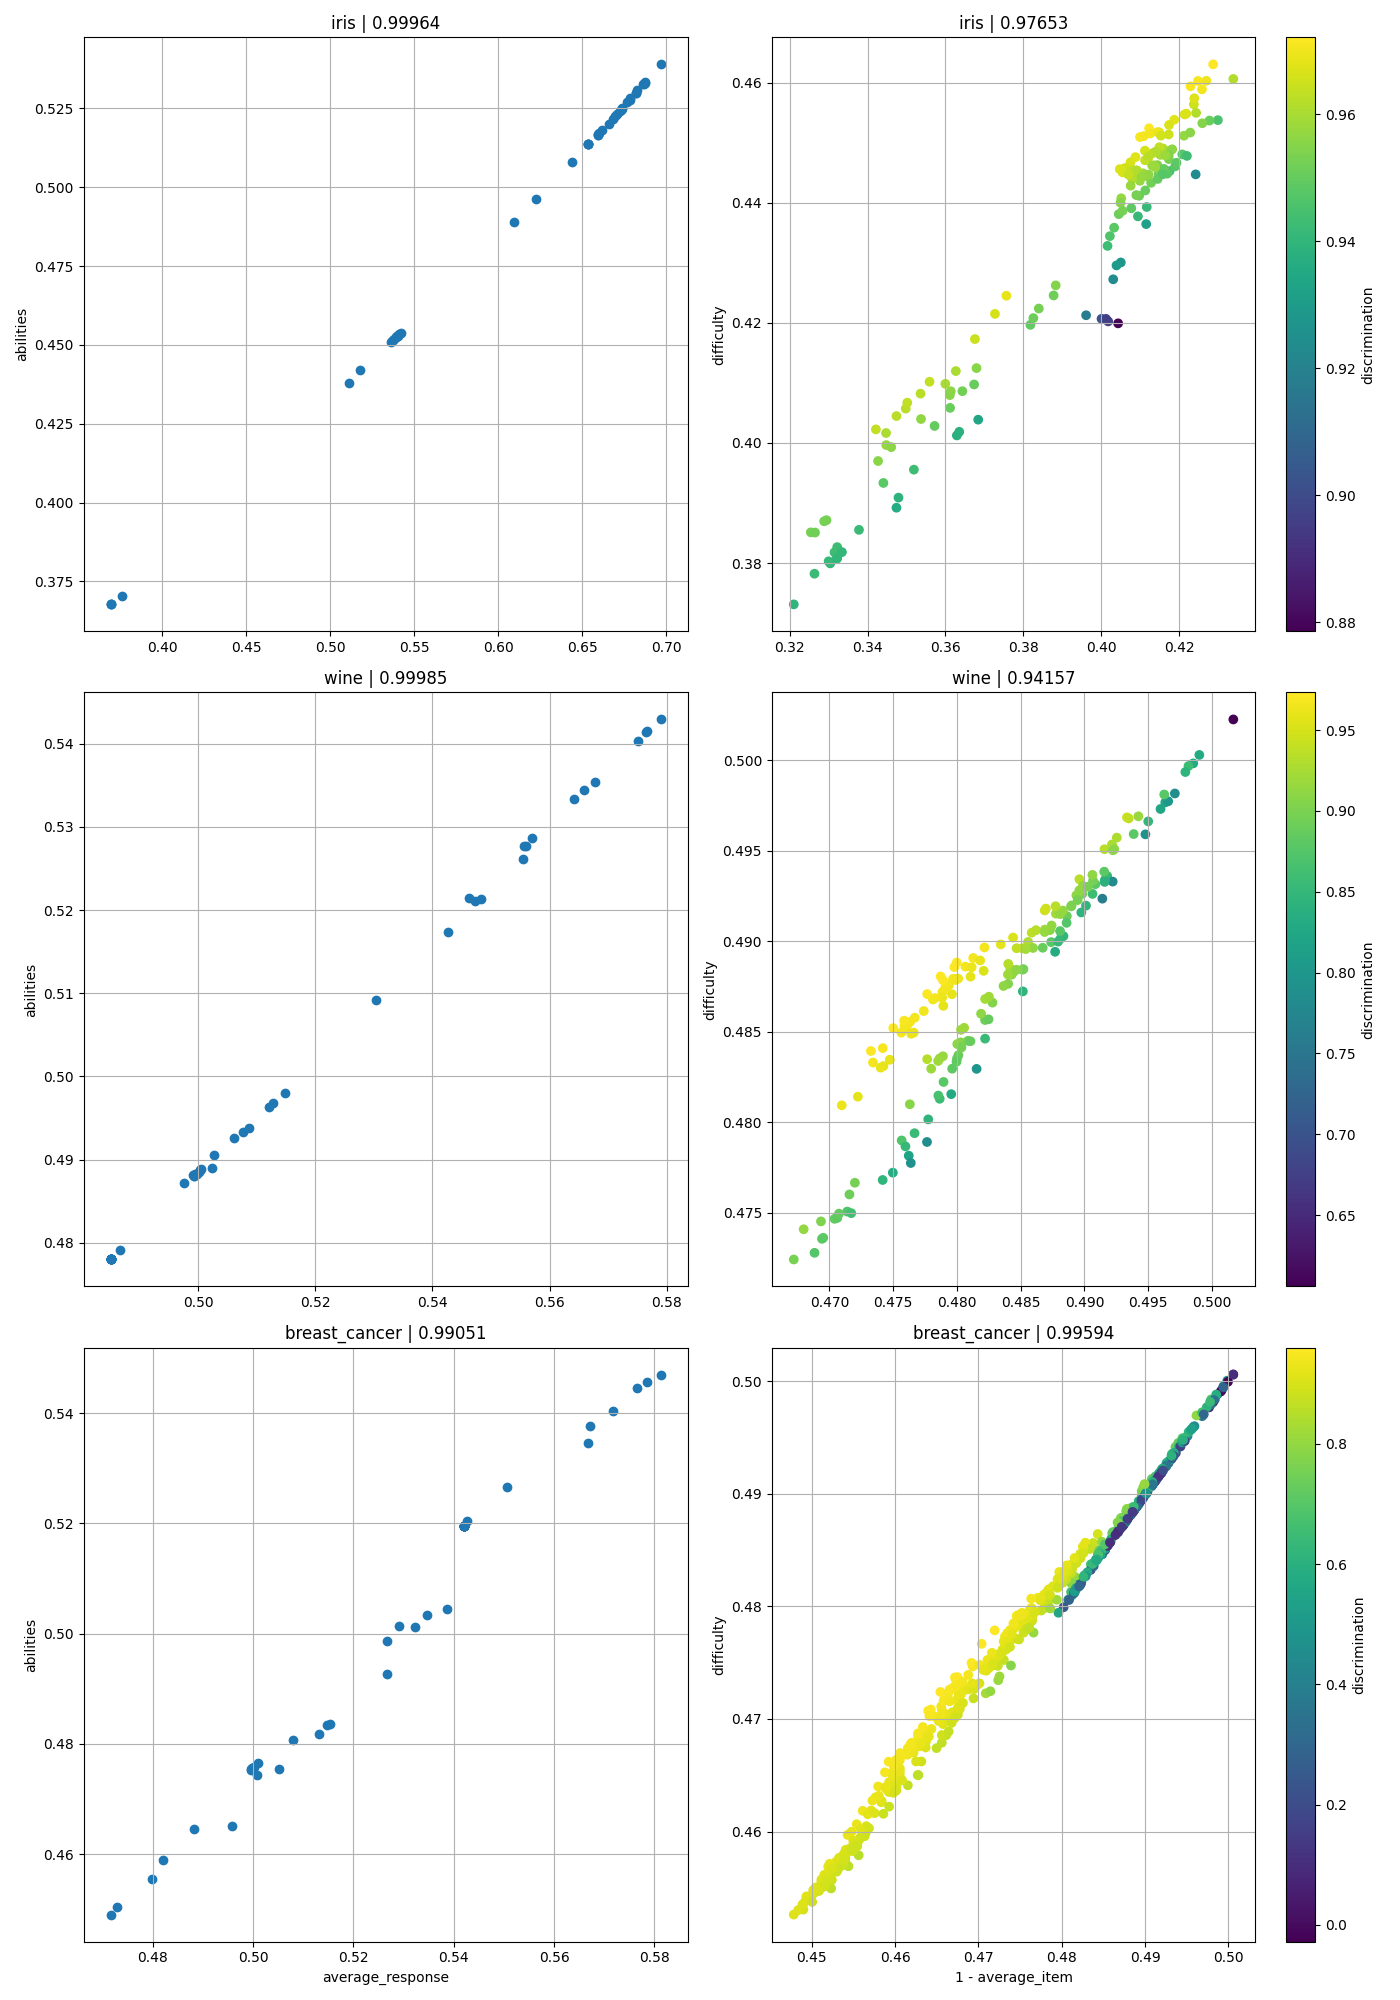 iris | 0.99964
abilities
0.525
0.500
0.475
0.450
0.425
0.400
0.375
0.40 0.45 0.50 0.55 0.60 0.65 0.70
iris | 0.97653
difficulty
0.46
0.44
0.42
0.40
0.38
0.32 0.34 0.36 0.38 0.40 0.42
discrimination
0.96
0.94
0.92
0.90
0.88
wine | 0.99985
abilities
0.54
0.53
0.52
0.51
0.50
0.49
0.48
0.50 0.52 0.54 0.56 0.58
wine | 0.94157
difficulty
0.500
0.495
0.490
0.485
0.480
0.475
0.470 0.475 0.480 0.485 0.490 0.495 0.500
discrimination
0.95
0.90
0.85
0.80
0.75
0.70
0.65
breast_cancer | 0.99051
abilities
0.54
0.52
0.50
0.48
0.46
0.48 0.50 0.52 0.54 0.56 0.58
average_response
breast_cancer | 0.99594
difficulty
0.50
0.49
0.48
0.47
0.46
0.45 0.46 0.47 0.48 0.49 0.50
1 - average_item
discrimination
0.8
0.6
0.4
0.2
0.0